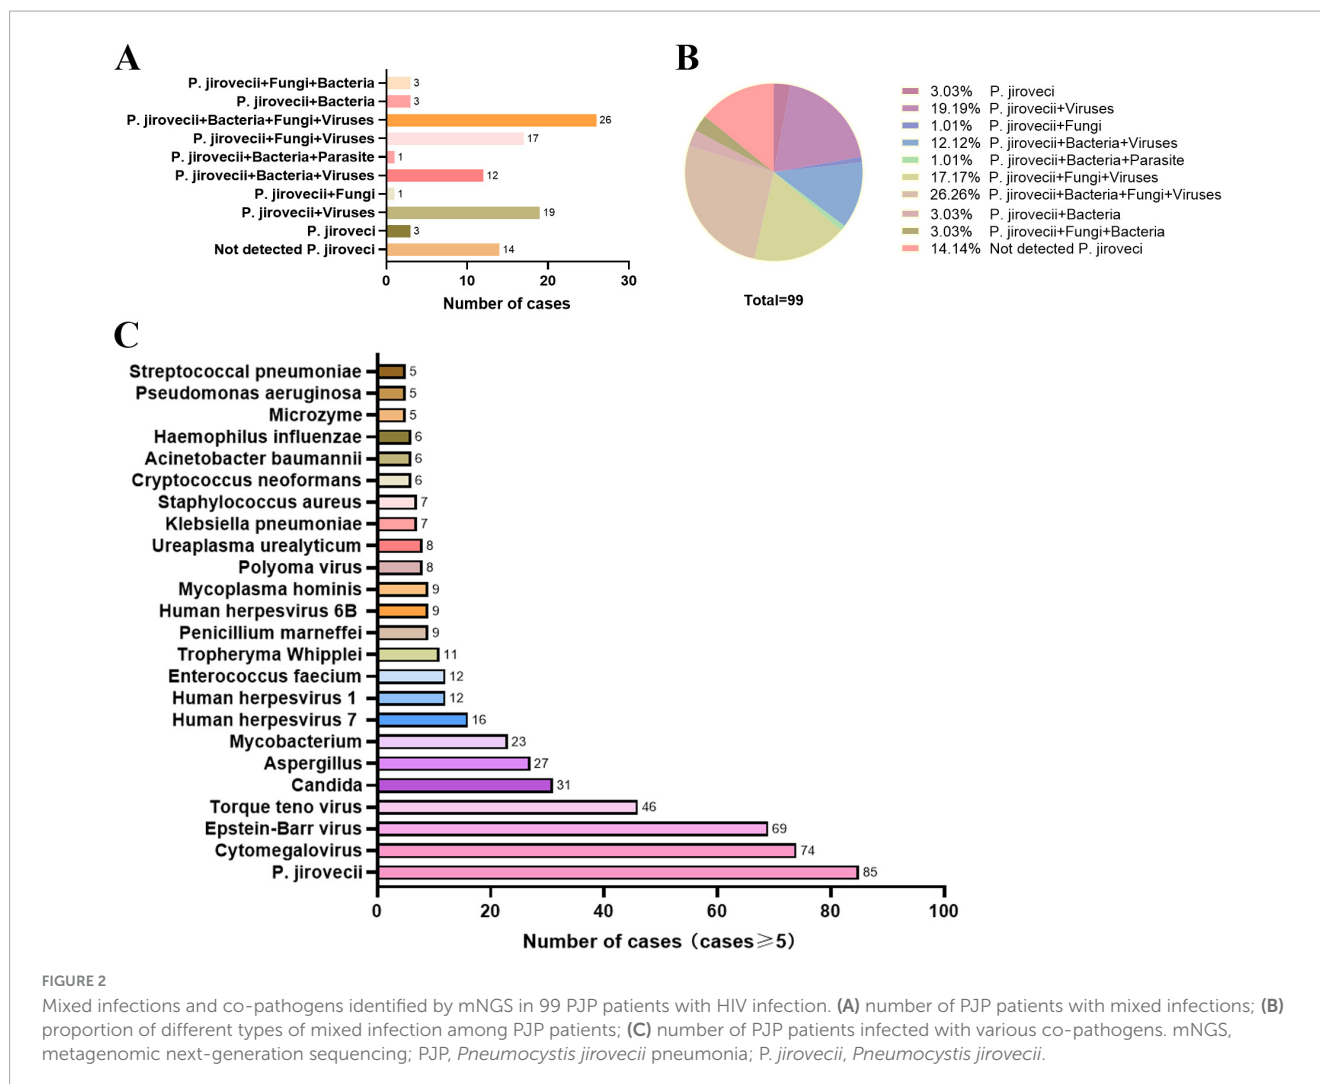 A
P. jirovecii+Fungi+Bacteria 3
P. jirovecii+Bacteria 3
P. jirovecii+Bacteria+Fungi+Viruses 26
P. jirovecii+Fungi+Viruses 17
P. jirovecii+Bacteria+Parasite 1
P. jirovecii+Bacteria+Viruses 12
P. jirovecii+Fungi 1
P. jirovecii+Viruses 19
P. jiroveci 3
Not detected P. jiroveci 14
0 10 20 30
Number of cases
B
3.03% P. jiroveci
19.19% P. jirovecii+Viruses
1.01% P. jirovecii+Fungi
12.12% P. jirovecii+Bacteria+Viruses
1.01% P. jirovecii+Bacteria+Parasite
17.17% P. jirovecii+Fungi+Viruses
26.26% P. jirovecii+Bacteria+Fungi+Viruses
3.03% P. jirovecii+Bacteria
3.03% P. jirovecii+Fungi+Bacteria
14.14% Not detected P. jiroveci
Total=99
C
Streptococcal pneumoniae 5
Pseudomonas aeruginosa 5
Microzyme 5
Haemophilus influenzae 6
Acinetobacter baumannii 6
Cryptococcus neoformans 6
Staphylococcus aureus 7
Klebsiella pneumoniae 7
Ureaplasma urealyticum 8
Polyoma virus 8
Mycoplasma hominis 9
Human herpesvirus 6B 9
Penicillium marneffei 9
Tropheryma Whipplei 11
Enterococcus faecium 12
Human herpesvirus 1 12
Human herpesvirus 7 16
Mycobacterium 23
Aspergillus 27
Candida 31
Torque teno virus 46
Epstein-Barr virus 69
Cytomegalovirus 74
P. jirovecii 85
0 20 40 60 80 100
Number of cases（cases≥5）
FIGURE 2
Mixed infections and co-pathogens identified by mNGS in 99 PJP patients with HIV infection. (A) number of PJP patients with mixed infections; (B)
proportion of different types of mixed infection among PJP patients; (C) number of PJP patients infected with various co-pathogens. mNGS,
metagenomic next-generation sequencing; PJP, Pneumocystis jirovecii pneumonia; P. jirovecii, Pneumocystis jirovecii.